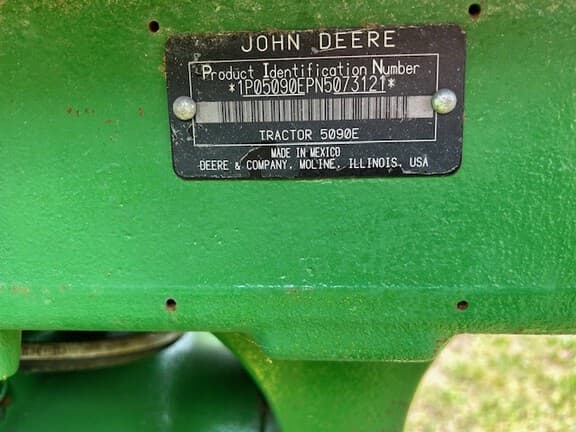 JOHN DEERE
Product Identification Number
*1P05090EPN5073121*
TRACTOR 5090E
MADE IN MEXICO
DEERE & COMPANY, MOLINE, ILLINOIS, USA